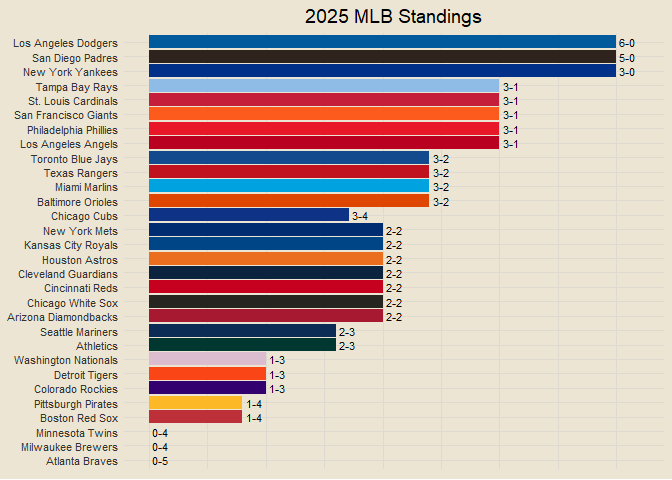 2025 MLB Standings
Los Angeles Dodgers 6-0
San Diego Padres 5-0
New York Yankees 3-0
Tampa Bay Rays 3-1
St. Louis Cardinals 3-1
San Francisco Giants 3-1
Philadelphia Phillies 3-1
Los Angeles Angels 3-1
Toronto Blue Jays 3-2
Texas Rangers 3-2
Miami Marlins 3-2
Baltimore Orioles 3-2
Chicago Cubs 3-4
New York Mets 2-2
Kansas City Royals 2-2
Houston Astros 2-2
Cleveland Guardians 2-2
Cincinnati Reds 2-2
Chicago White Sox 2-2
Arizona Diamondbacks 2-2
Seattle Mariners 2-3
Athletics 2-3
Washington Nationals 1-3
Detroit Tigers 1-3
Colorado Rockies 1-3
Pittsburgh Pirates 1-4
Boston Red Sox 1-4
Minnesota Twins 0-4
Milwaukee Brewers 0-4
Atlanta Braves 0-5